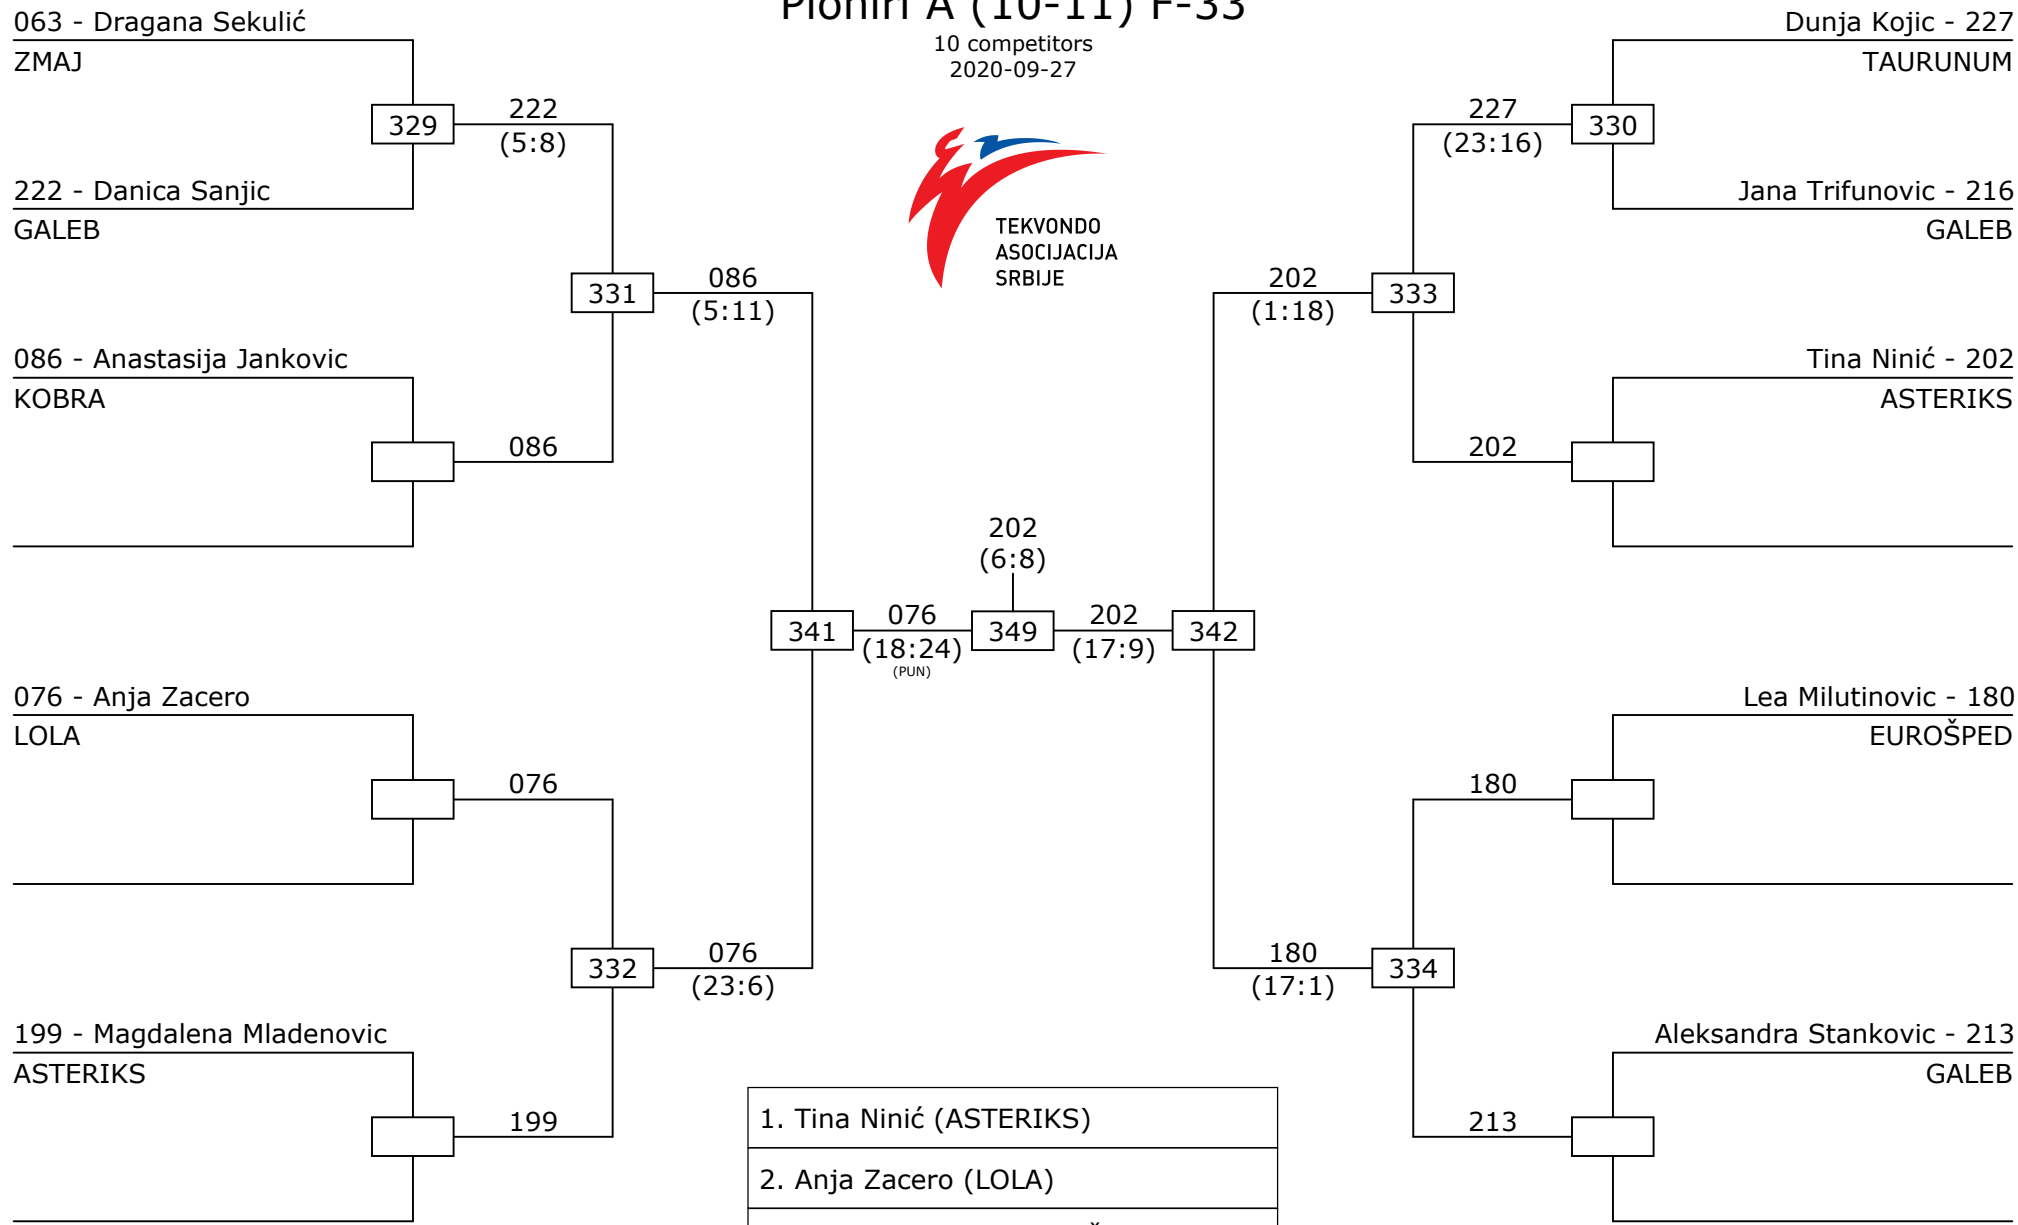 Pioniri A (10-11) F-33
10 competitors
2020-09-27
TEKVONDO
ASOCIJACIJA
SRBIJE
063 - Dragana Sekulić
ZMAJ
329
222
(5:8)
222 - Danica Sanjic
GALEB
331
086
(5:11)
086 - Anastasija Jankovic
KOBRA
086
341
076
(18:24)
(PUN)
076 - Anja Zacero
LOLA
076
332
076
(23:6)
199 - Magdalena Mladenovic
ASTERIKS
199
202
(6:8)
349
Dunja Kojic - 227
TAURUNUM
227
(23:16)
330
Jana Trifunovic - 216
GALEB
202
(1:18)
333
Tina Ninić - 202
ASTERIKS
202
202
(17:9)
342
Lea Milutinovic - 180
EUROŠPED
180
180
(17:1)
334
Aleksandra Stankovic - 213
GALEB
213
1. Tina Ninić (ASTERIKS)
2. Anja Zacero (LOLA)